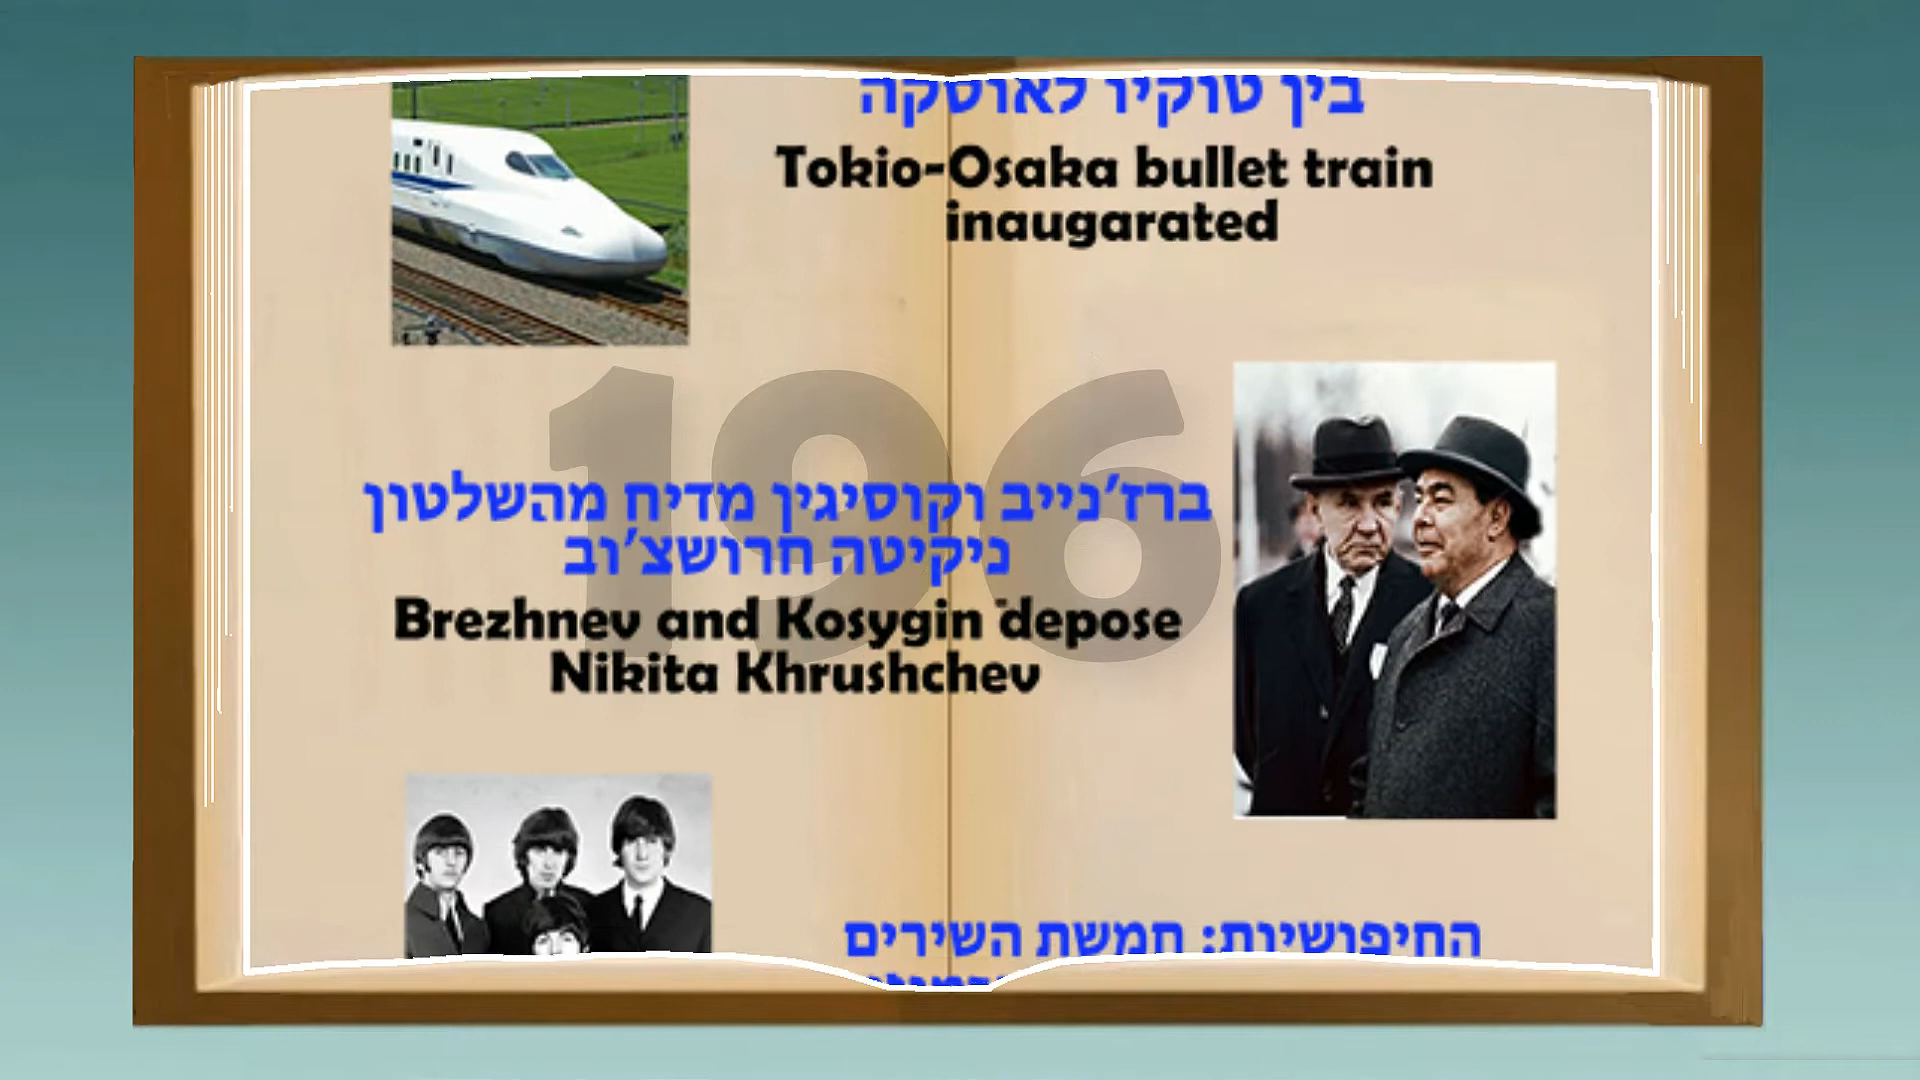 בין טוקיו לאוסקה
Tokio-Osaka bullet train
inaugarated
196
ברז'נייב וקוסיגין מדיח מהשלטון
ניקיטה חרושצ'וב
Brezhnev and Kosygin depose
Nikita Khrushchev
החיפושיות: חמשת השירים